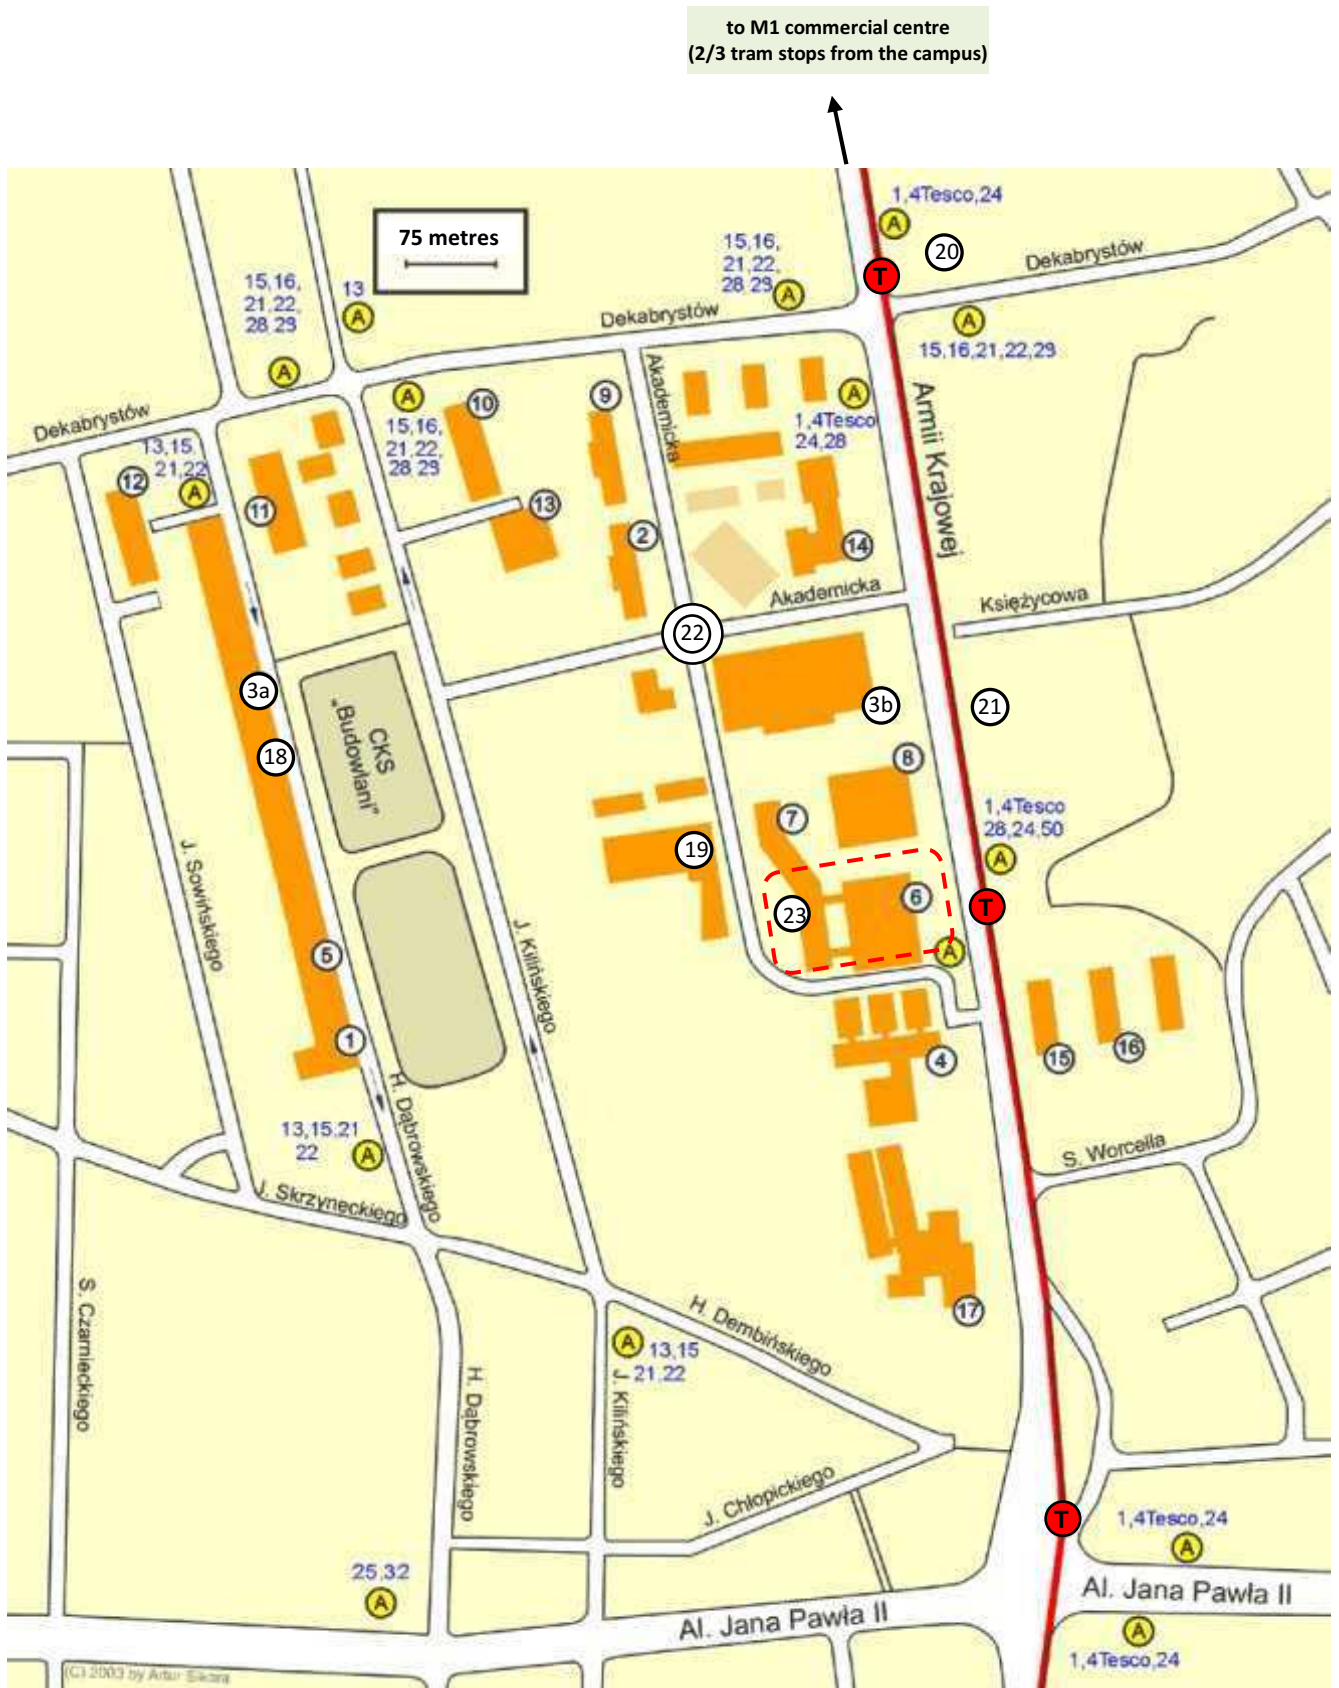 to M1 commercial centre
(2/3 tram stops from the campus)
1,4Tesco,24
A
20
T
Dekabrystów
75 metres
15,16,
21,22,
28 29
A
13
A
15,16,
21,22,
28,29
A
Dekabrystów
A
15,16,21,22,29
Akademicka
A
1,4Tesco
24,28
Armii Krajowej
Dekabrystów
13,15
21,22
A
12
11
A
15,16,
21,22,
28 29
10
9
13
2
14
Akademicka
Księżycowa
22
3a
3b
21
18
CKS
„Budowlani”
8
7
1,4Tesco
28,24,50
A
19
J. Sowińskiego
6
T
23
J. Kilińskiego
5
A
1
4
15
16
H. Dąbrowskiego
13,15,21
22
A
S. Worcella
J. Skrzyneckiego
17
S. Czarnieckiego
H. Dembińskiego
A
13,15
21,22
H. Dąbrowskiego
J. Kilińskiego
J. Chłopickiego
T
1,4Tesco,24
A
25,32
A
Al. Jana Pawła II
Al. Jana Pawła II
A
1,4Tesco,24
(C) 2003 by Artur Sikora